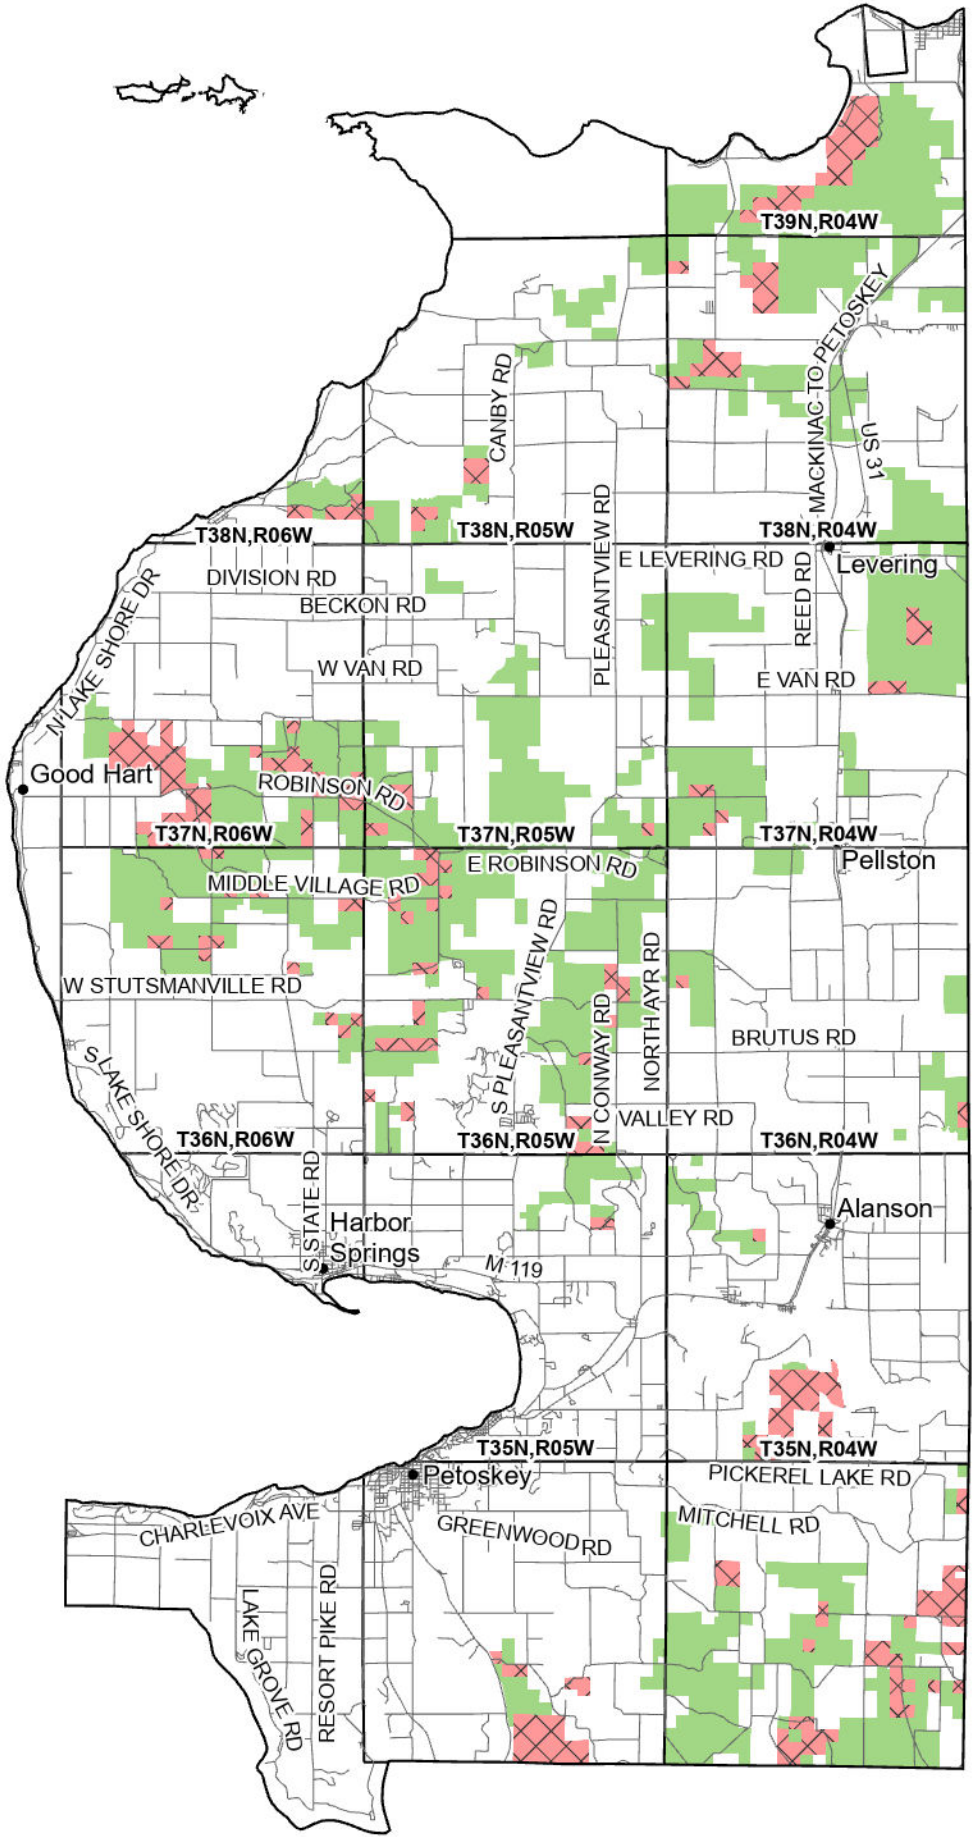 T39N,R04W
MACKINAC TO PETOSKEY
CANBY RD
US 31
PLEASANTVIEW RD
T38N,R06W
T38N,R05W
T38N,R04W
E LEVERING RD
Levering
REED RD
DIVISION RD
BECKON RD
N LAKE SHORE DR
W VAN RD
E VAN RD
Good Hart
ROBINSON RD
T37N,R06W
T37N,R05W
T37N,R04W
E ROBINSON RD
Pellston
MIDDLE VILLAGE RD
S PLEASANTVIEW RD
NORTH AYR RD
W STUTSMANVILLE RD
N CONWAY RD
BRUTUS RD
S LAKE SHORE DR
VALLEY RD
T36N,R06W
T36N,R05W
T36N,R04W
S STATE RD
Alanson
Harbor
Springs
M 119
T35N,R05W
T35N,R04W
Petoskey
PICKEREL LAKE RD
CHARLEVOIX AVE
GREENWOOD RD
MITCHELL RD
LAKE GROVE RD
RESORT PIKE RD